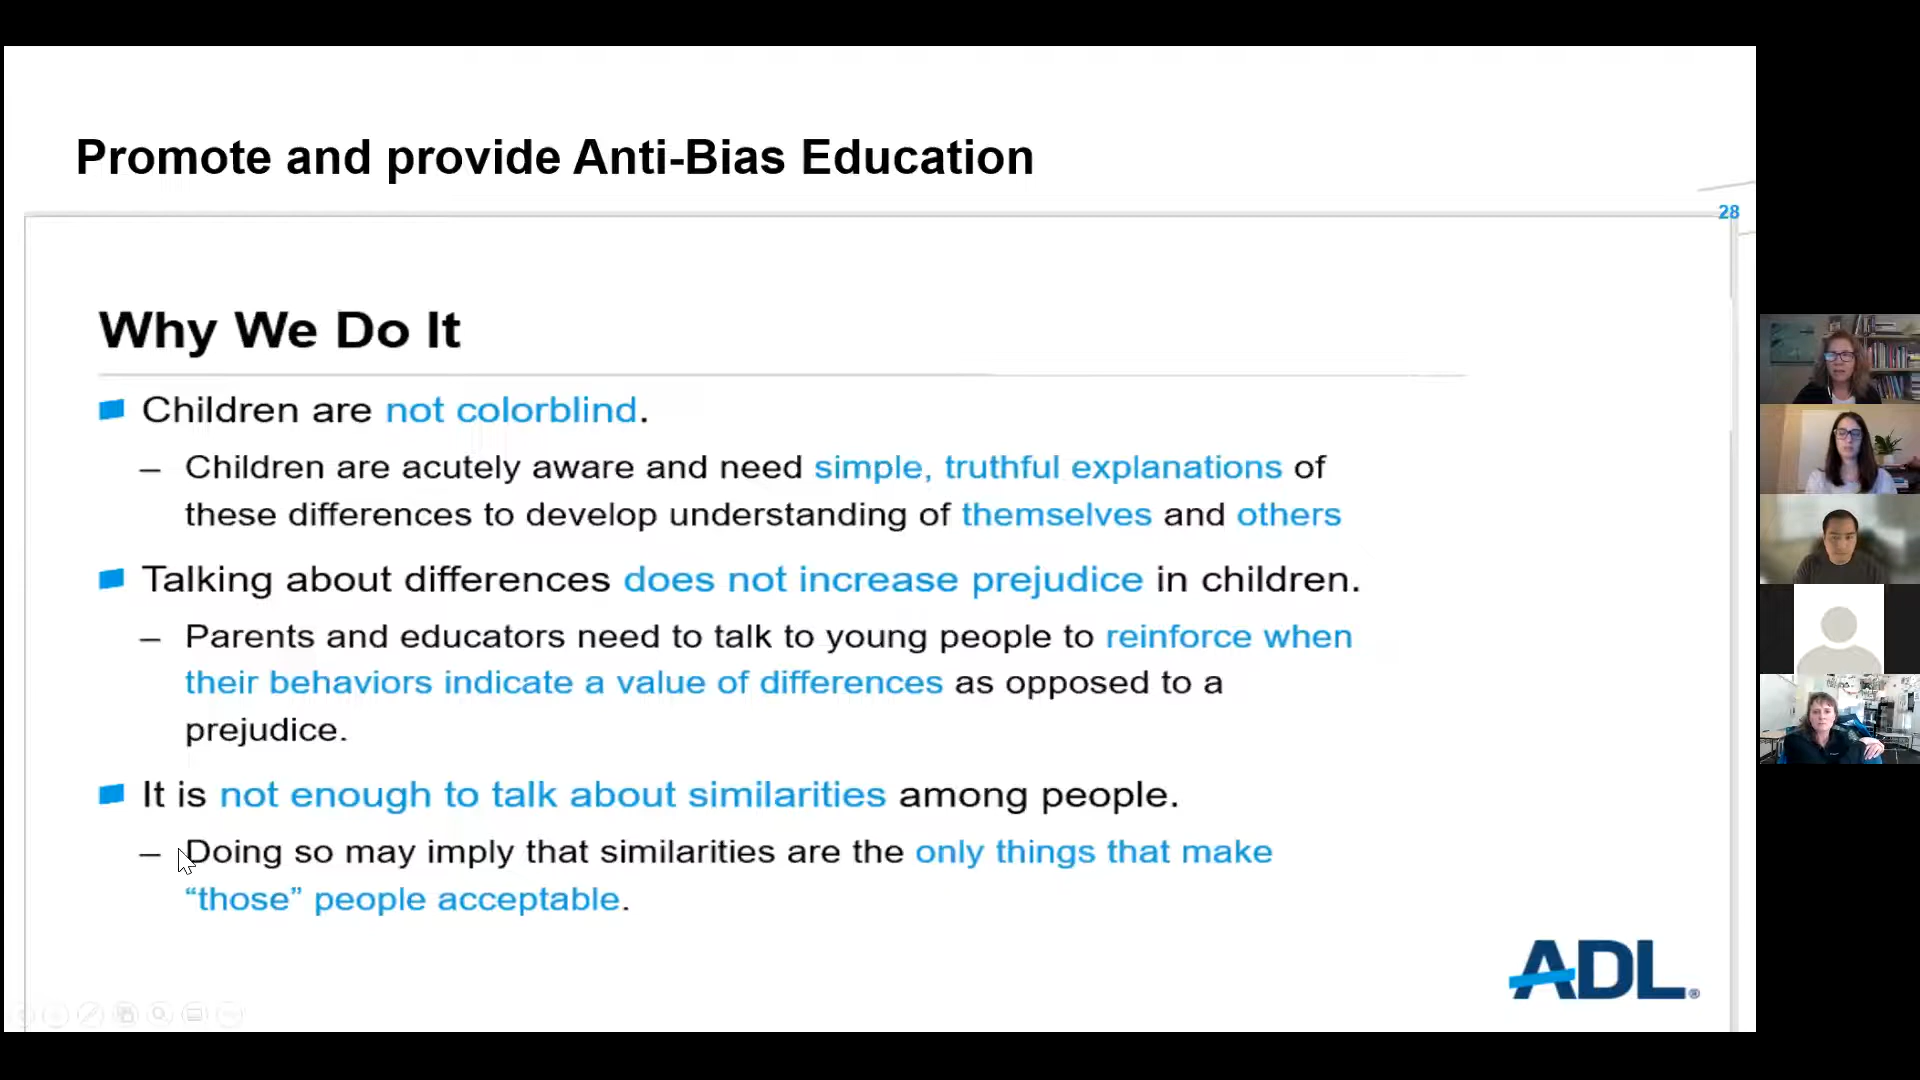 Promote and provide Anti-Bias Education
28
Why We Do It
Children are not colorblind.
– Children are acutely aware and need simple, truthful explanations of
these differences to develop understanding of themselves and others
Talking about differences does not increase prejudice in children.
– Parents and educators need to talk to young people to reinforce when
their behaviors indicate a value of differences as opposed to a
prejudice.
It is not enough to talk about similarities among people.
– Doing so may imply that similarities are the only things that make
“those” people acceptable.
ADL®